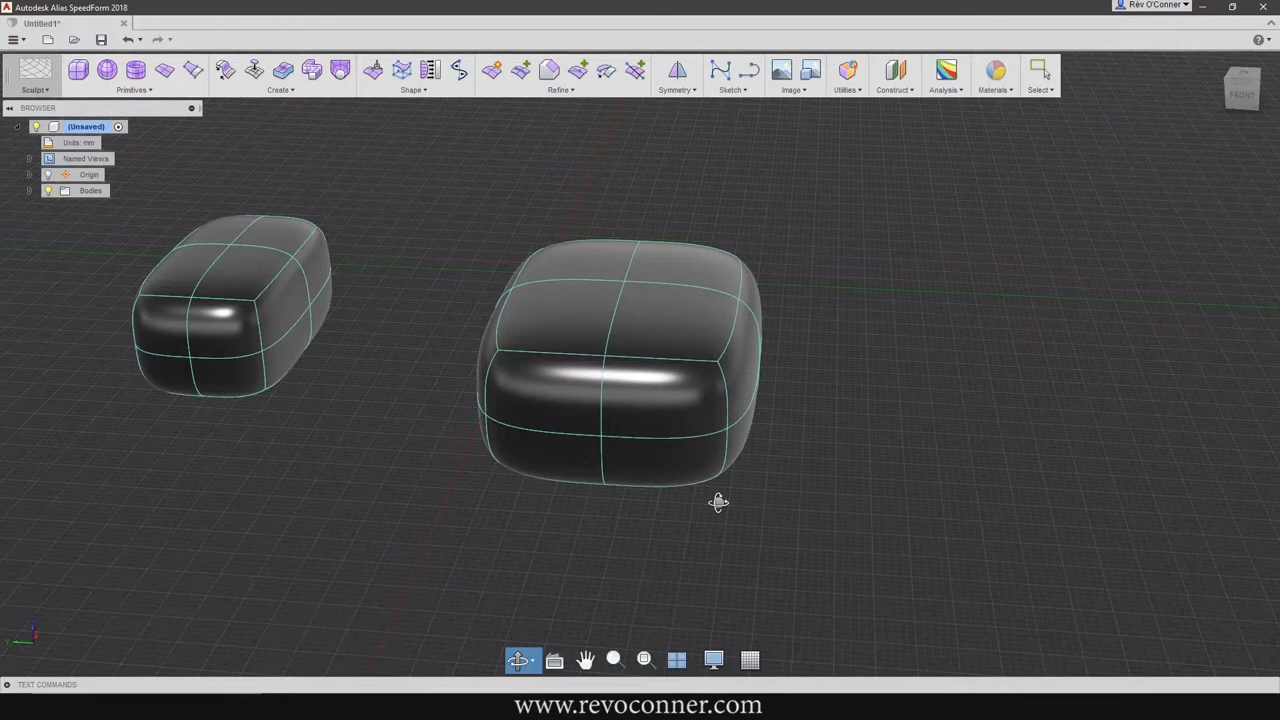 Autodesk Alias SpeedForm 2018
Rèv O'Conner
Untitled1*
Sculpt
Primitives
Create
Shape
Refine
Symmetry
Sketch
Image
Utilities
Construct
Analysis
Materials
Select
BROWSER
(Unsaved)
Units: mm
Named Views
Origin
Bodies
FRONT
Y
TEXT COMMANDS
www.revoconner.com